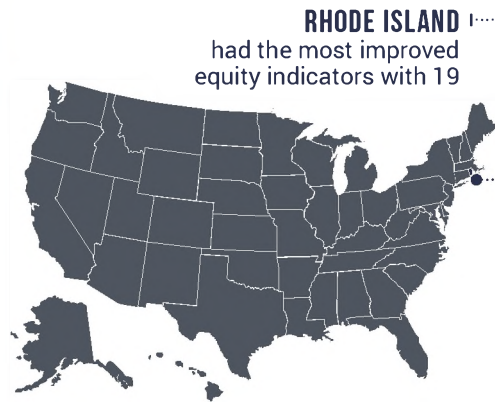 RHODE ISLAND
had the most improved
equity indicators with 19